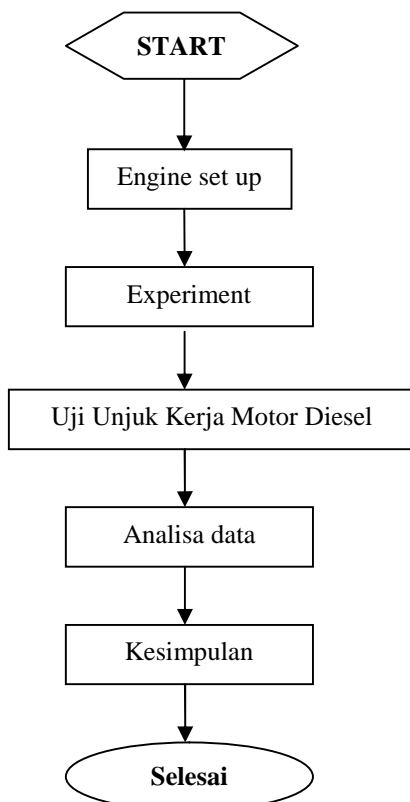 START
Engine set up
Experiment
Uji Unjuk Kerja Motor Diesel
Analisa data
Kesimpulan
Selesai